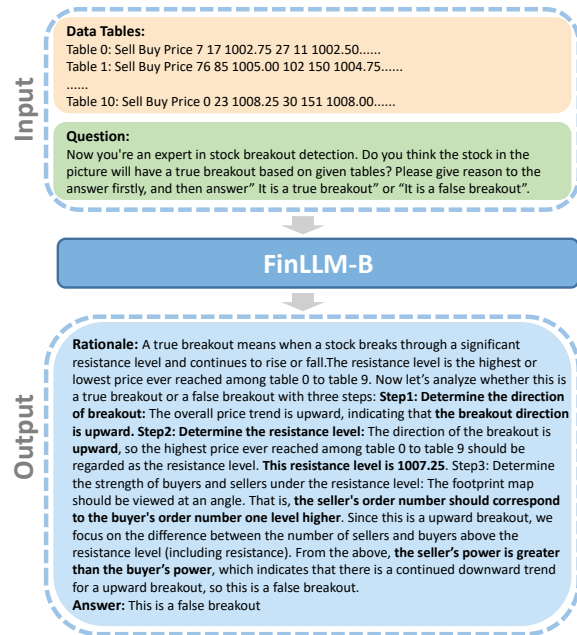 Input
Data Tables:
Table 0: Sell Buy Price 7 17 1002.75 27 11 1002.50......
Table 1: Sell Buy Price 76 85 1005.00 102 150 1004.75......
......
Table 10: Sell Buy Price 0 23 1008.25 30 151 1008.00......
Question:
Now you're an expert in stock breakout detection. Do you think the stock in the
picture will have a true breakout based on given tables? Please give reason to
the answer firstly, and then answer” It is a true breakout” or “It is a false breakout”.
FinLLM-B
Output
Rationale: A true breakout means when a stock breaks through a significant
resistance level and continues to rise or fall.The resistance level is the highest or
lowest price ever reached among table 0 to table 9. Now let’s analyze whether this is
a true breakout or a false breakout with three steps: Step1: Determine the direction
of breakout: The overall price trend is upward, indicating that the breakout direction
is upward. Step2: Determine the resistance level: The direction of the breakout is
upward, so the highest price ever reached among table 0 to table 9 should be
regarded as the resistance level. This resistance level is 1007.25. Step3: Determine
the strength of buyers and sellers under the resistance level: The footprint map
should be viewed at an angle. That is, the seller's order number should correspond
to the buyer's order number one level higher. Since this is a upward breakout, we
focus on the difference between the number of sellers and buyers above the
resistance level (including resistance). From the above, the seller’s power is greater
than the buyer’s power, which indicates that there is a continued downward trend
for a upward breakout, so this is a false breakout.
Answer: This is a false breakout